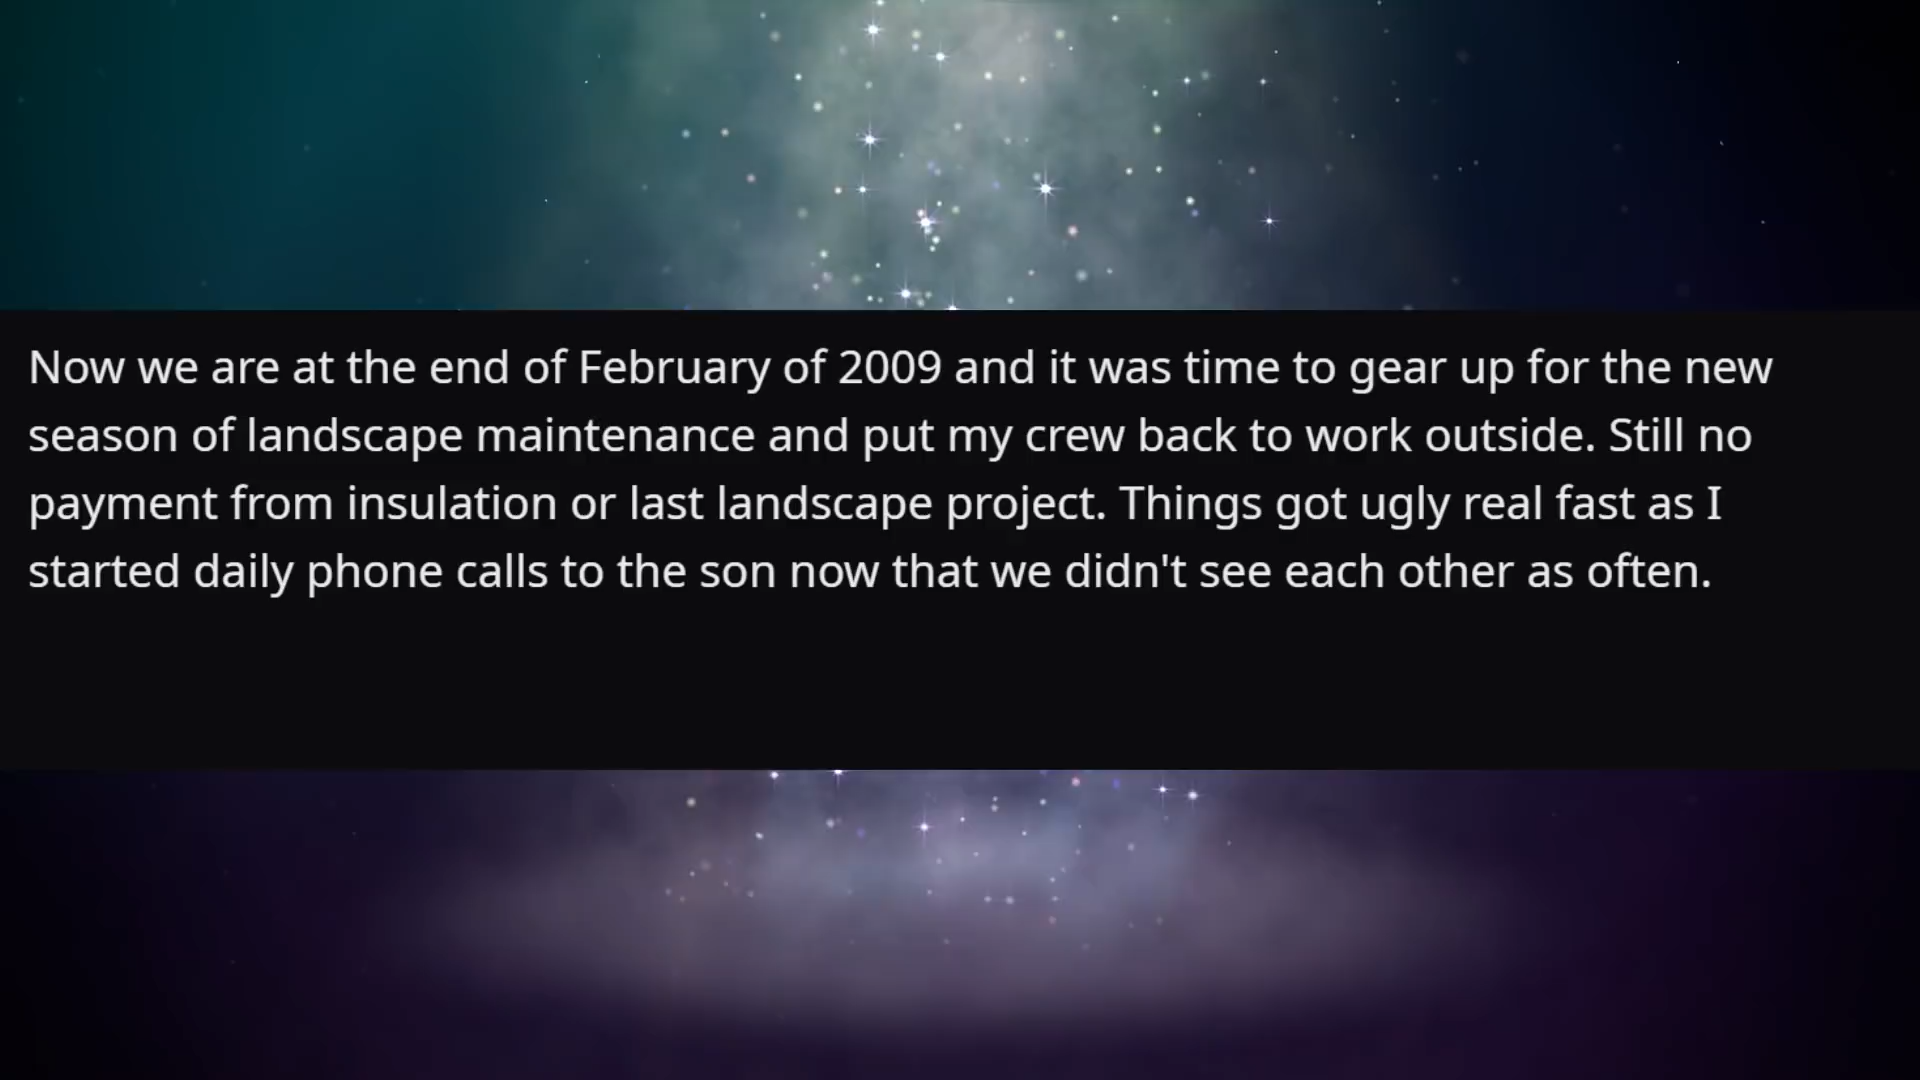 Now we are at the end of February of 2009 and it was time to gear up for the new
season of landscape maintenance and put my crew back to work outside. Still no
payment from insulation or last landscape project. Things got ugly real fast as I
started daily phone calls to the son now that we didn't see each other as often.